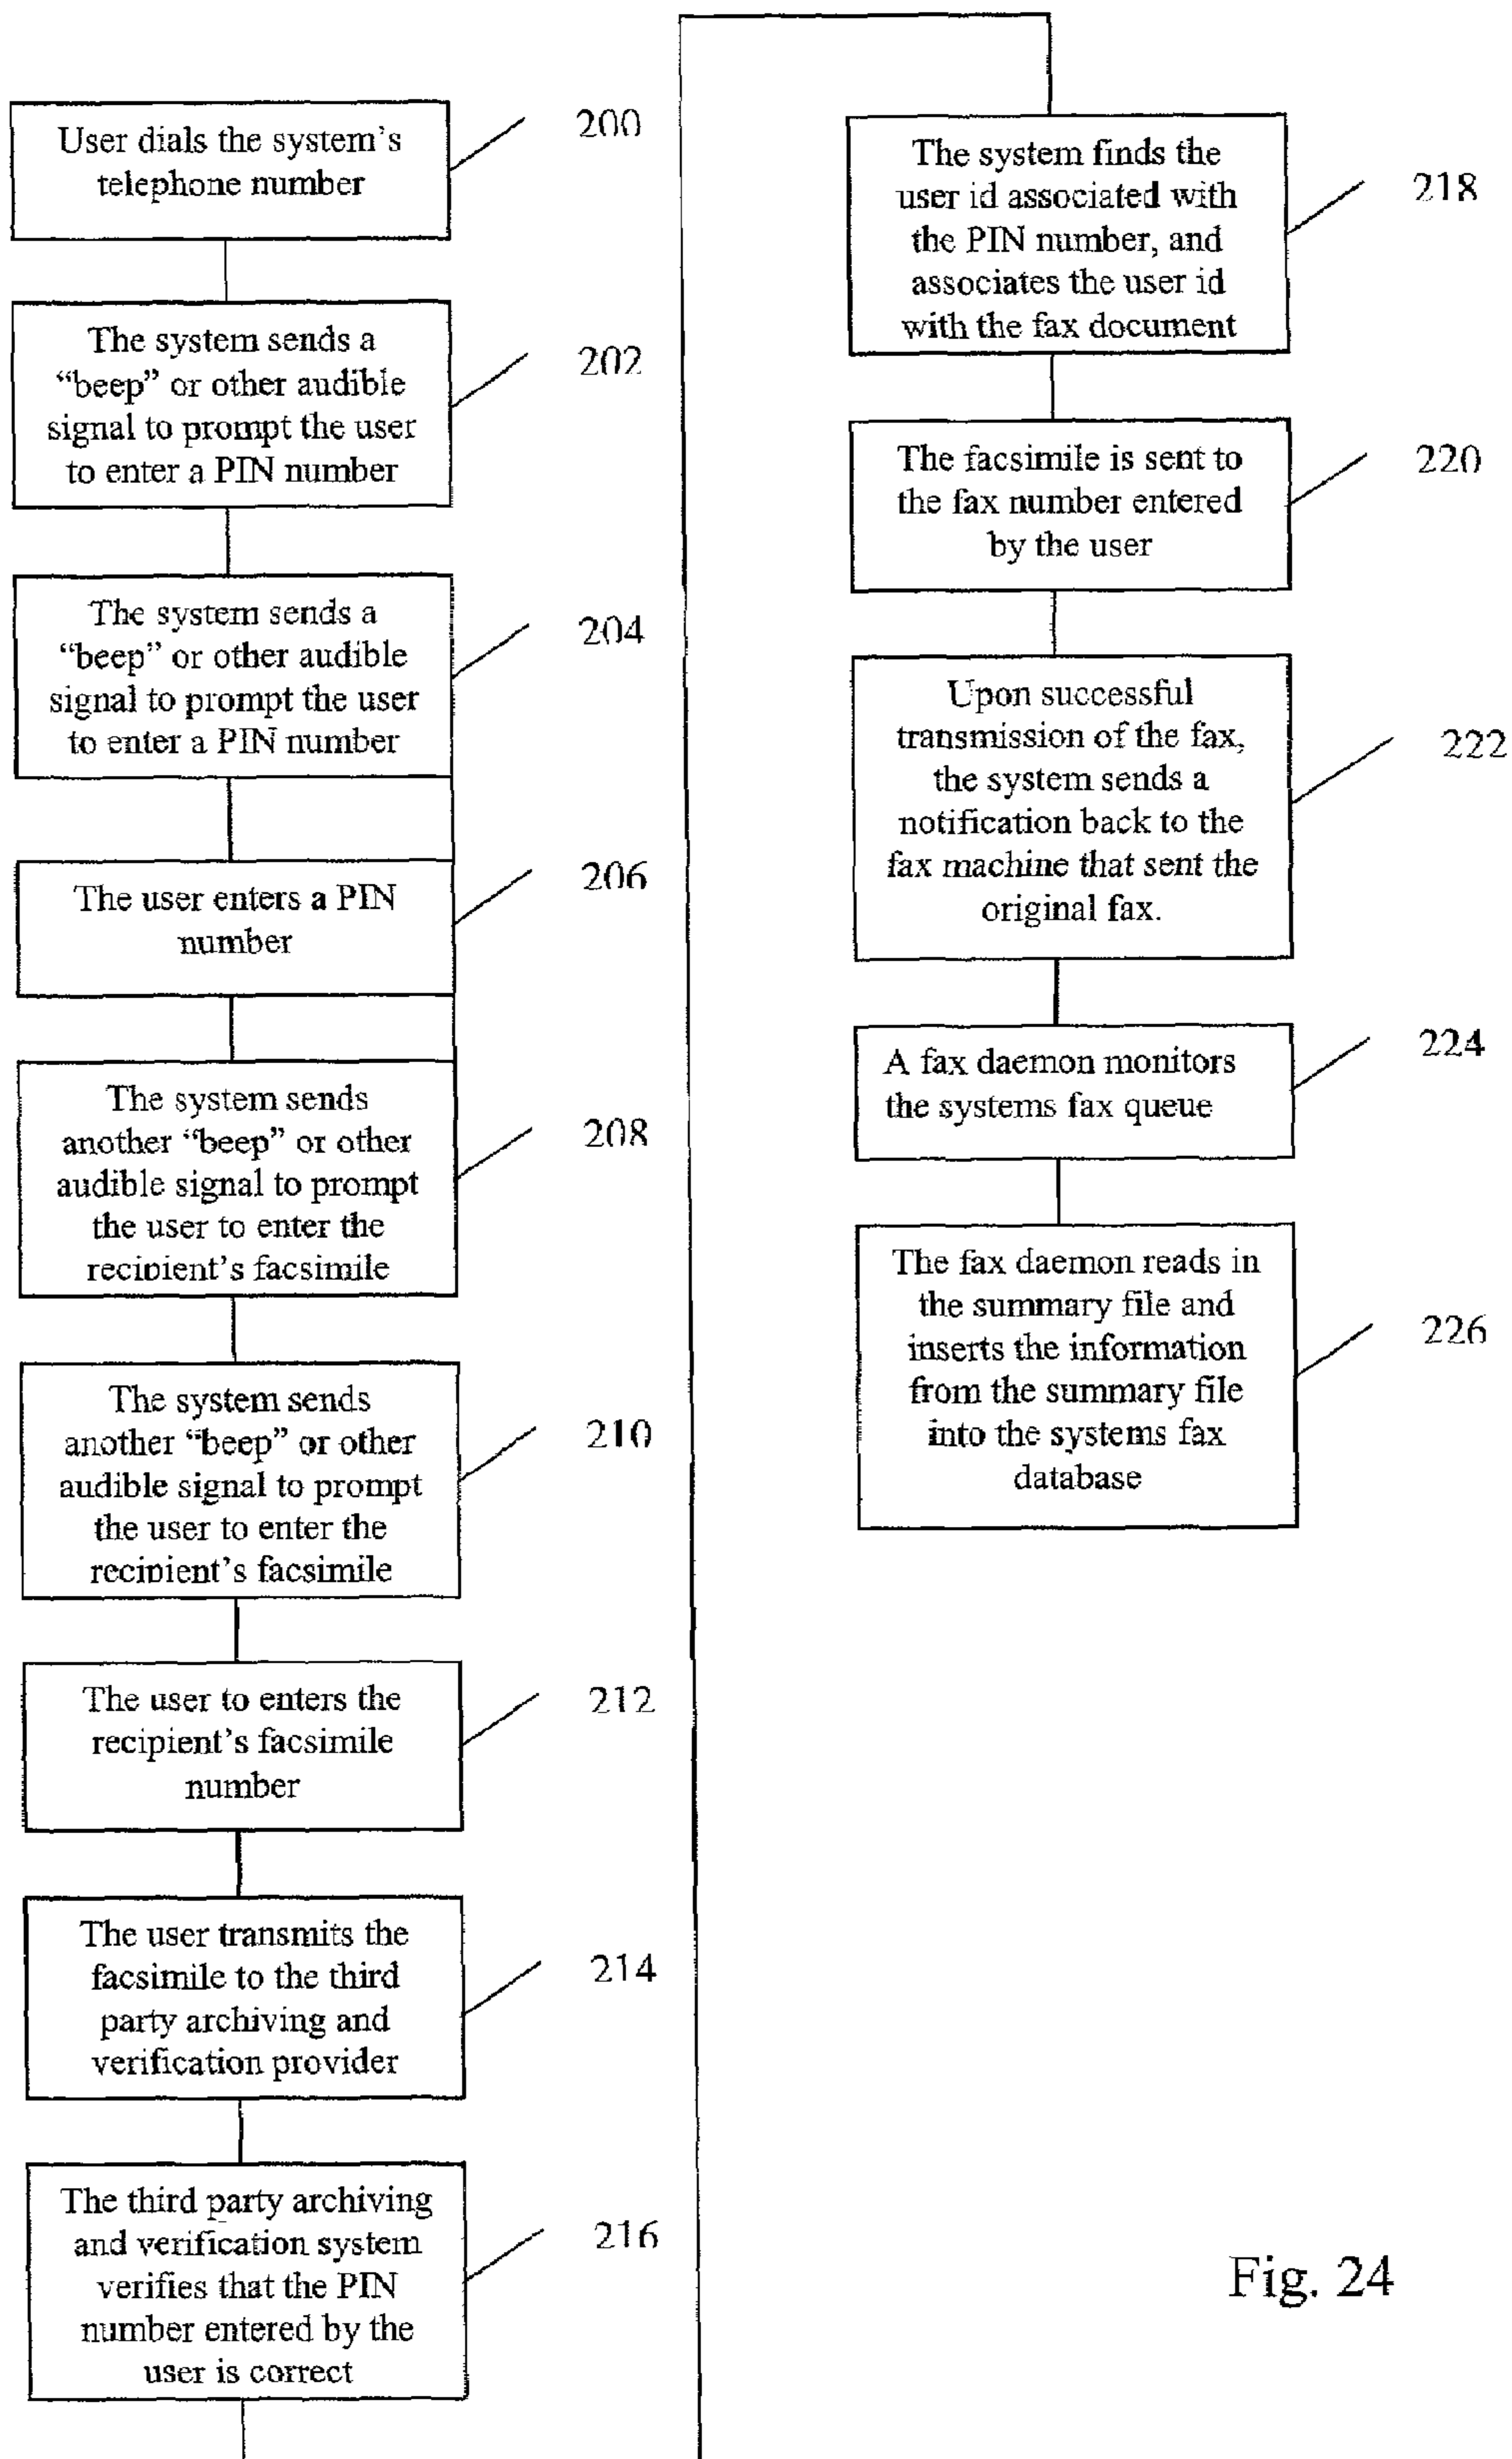 User dials the system's
telephone number
200
The system sends a
“beep” or other audible
signal to prompt the user
to enter a PIN number
202
The system sends a
“beep” or other audible
signal to prompt the user
to enter a PIN number
204
The user enters a PIN
number
206
The system sends
another “beep” or other
audible signal to prompt
the user to enter the
recipient's facsimile
208
The system sends
another “beep” or other
audible signal to prompt
the user to enter the
recipient's facsimile
210
The user to enters the
recipient's facsimile
number
212
The user transmits the
facsimile to the third
party archiving and
verification provider
214
The third party archiving
and verification system
verifies that the PIN
number entered by the
user is correct
216
The system finds the
user id associated with
the PIN number, and
associates the user id
with the fax document
218
The facsimile is sent to
the fax number entered
by the user
220
Upon successful
transmission of the fax,
the system sends a
notification back to the
fax machine that sent the
original fax.
222
A fax daemon monitors
the systems fax queue
224
The fax daemon reads in
the summary file and
inserts the information
from the summary file
into the systems fax
database
226
Fig. 24